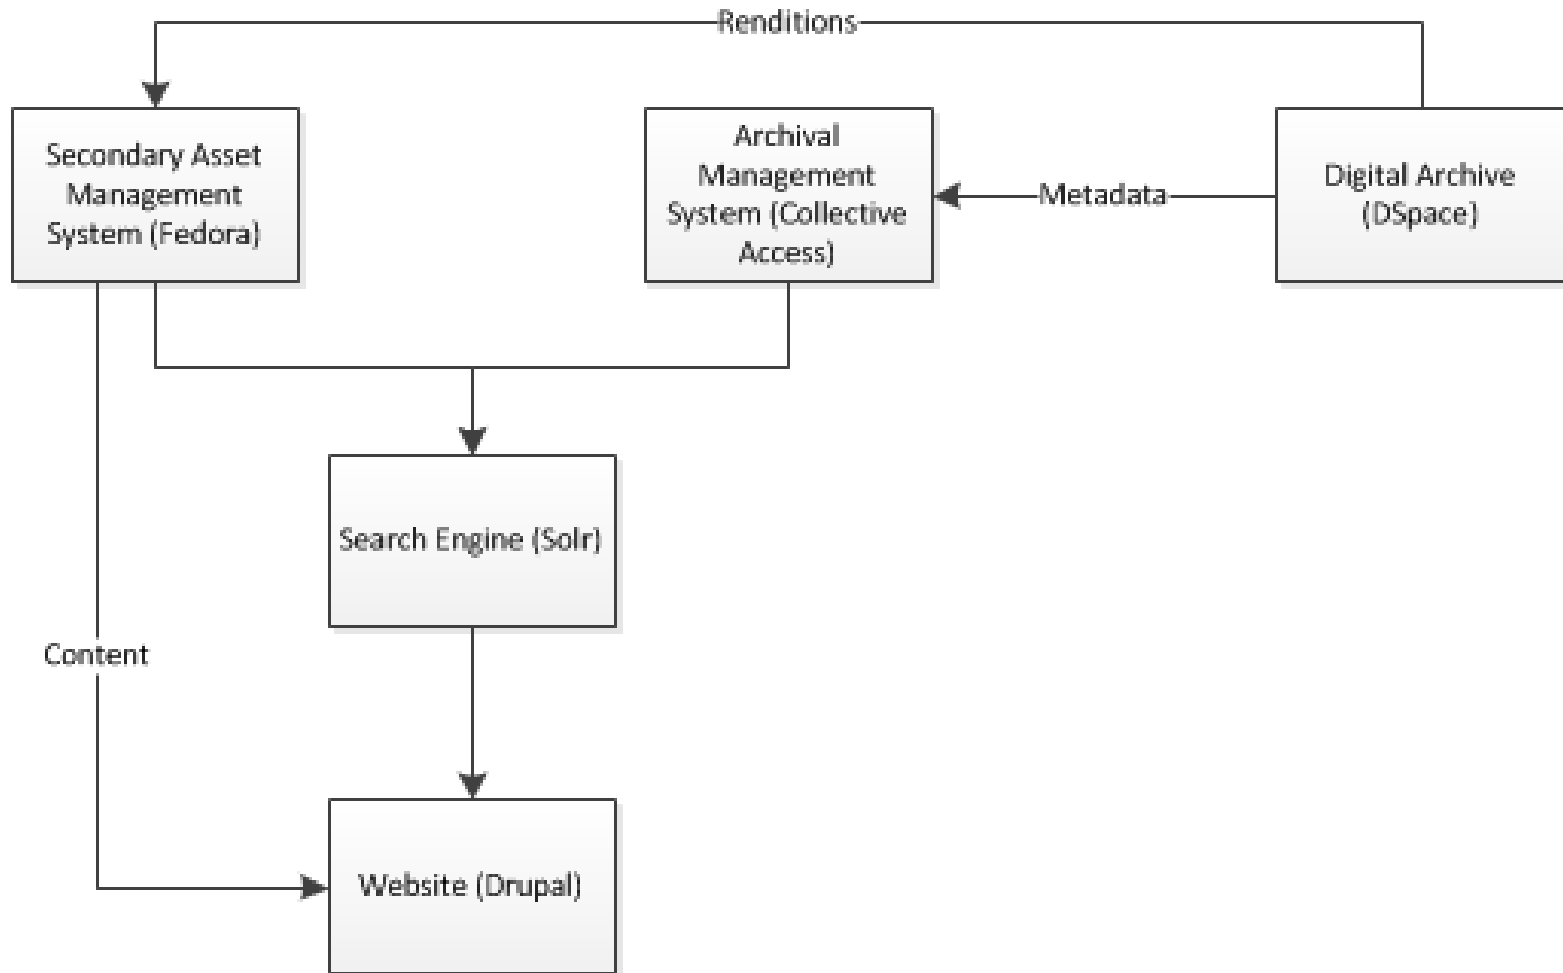 Renditions
Secondary Asset
Management
System (Fedora)
Archival
Management
System (Collective
Access)
Metadata
Digital Archive
(DSpace)
Search Engine (Solr)
Content
Website (Drupal)